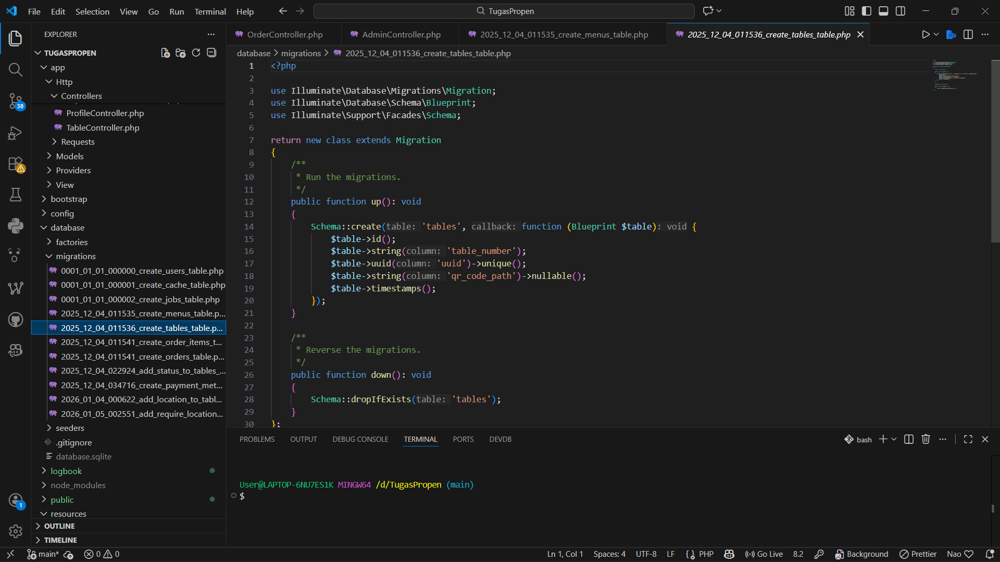 File Edit Selection View Go Run Terminal Help
TugasPropen
EXPLORER
TUGASPROPEN
app
Http
Controllers
ProfileController.php
TableController.php
Requests
Models
Providers
View
bootstrap
config
database
factories
migrations
0001_01_01_000000_create_users_table.php
0001_01_01_000001_create_cache_table.php
0001_01_01_000002_create_jobs_table.php
2025_12_04_011535_create_menus_table.p...
2025_12_04_011536_create_tables_table.p...
2025_12_04_011541_create_order_items_t...
2025_12_04_011541_create_orders_table.p...
2025_12_04_022924_add_status_to_tables_...
2025_12_04_034716_create_payment_met...
2026_01_04_000622_add_location_to_tabl...
2026_01_05_002551_add_require_location...
seeders
.gitignore
database.sqlite
logbook
node_modules
public
resources
OUTLINE
TIMELINE
38
1
OrderController.php AdminController.php 2025_12_04_011535_create_menus_table.php 2025_12_04_011536_create_tables_table.php
database > migrations > 2025_12_04_011536_create_tables_table.php
1 <?php
2
3 use Illuminate\Database\Migrations\Migration;
4 use Illuminate\Database\Schema\Blueprint;
5 use Illuminate\Support\Facades\Schema;
6
7 return new class extends Migration
8 {
9 /**
10 * Run the migrations.
11 */
12 public function up(): void
13 {
14 Schema::create(table: 'tables', callback: function (Blueprint $table): void {
15 $table->id();
16 $table->string(column: 'table_number');
17 $table->uuid(column: 'uuid')->unique();
18 $table->string(column: 'qr_code_path')->nullable();
19 $table->timestamps();
20 });
21 }
22
23 /**
24 * Reverse the migrations.
25 */
26 public function down(): void
27 {
28 Schema::dropIfExists(table: 'tables');
29 }
30 };
PROBLEMS OUTPUT DEBUG CONSOLE TERMINAL PORTS DEVDB
bash
User@LAPTOP-6NU7ES1K MINGW64 /d/TugasPropen (main)
$
main* 0 0 Ln 1, Col 1 Spaces: 4 UTF-8 LF PHP Go Live 8.2 Background Prettier Nao